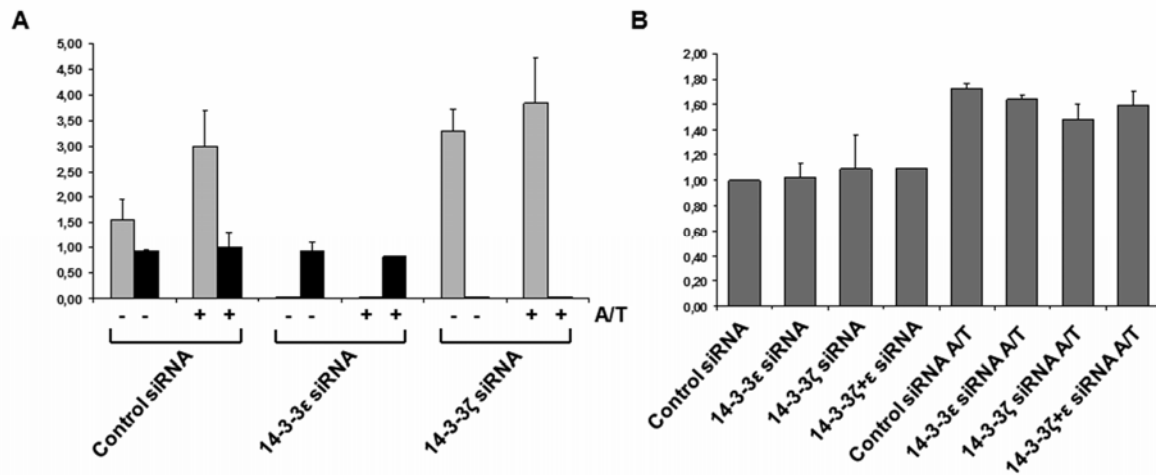 A
5,00
4,50
4,00
3,50
3,00
2,50
2,00
1,50
1,00
0,50
0,00
- - + + - - + + - - + + A/T
Control siRNA
14-3-3ε siRNA
14-3-3ζ siRNA
B
2,00
1,80
1,60
1,40
1,20
1,00
0,80
0,60
0,40
0,20
0,00
Control siRNA
14-3-3ε siRNA
14-3-3ζ siRNA
14-3-3ζ+ε siRNA
Control siRNA A/T
14-3-3ε siRNA A/T
14-3-3ζ siRNA A/T
14-3-3ζ+ε siRNA A/T